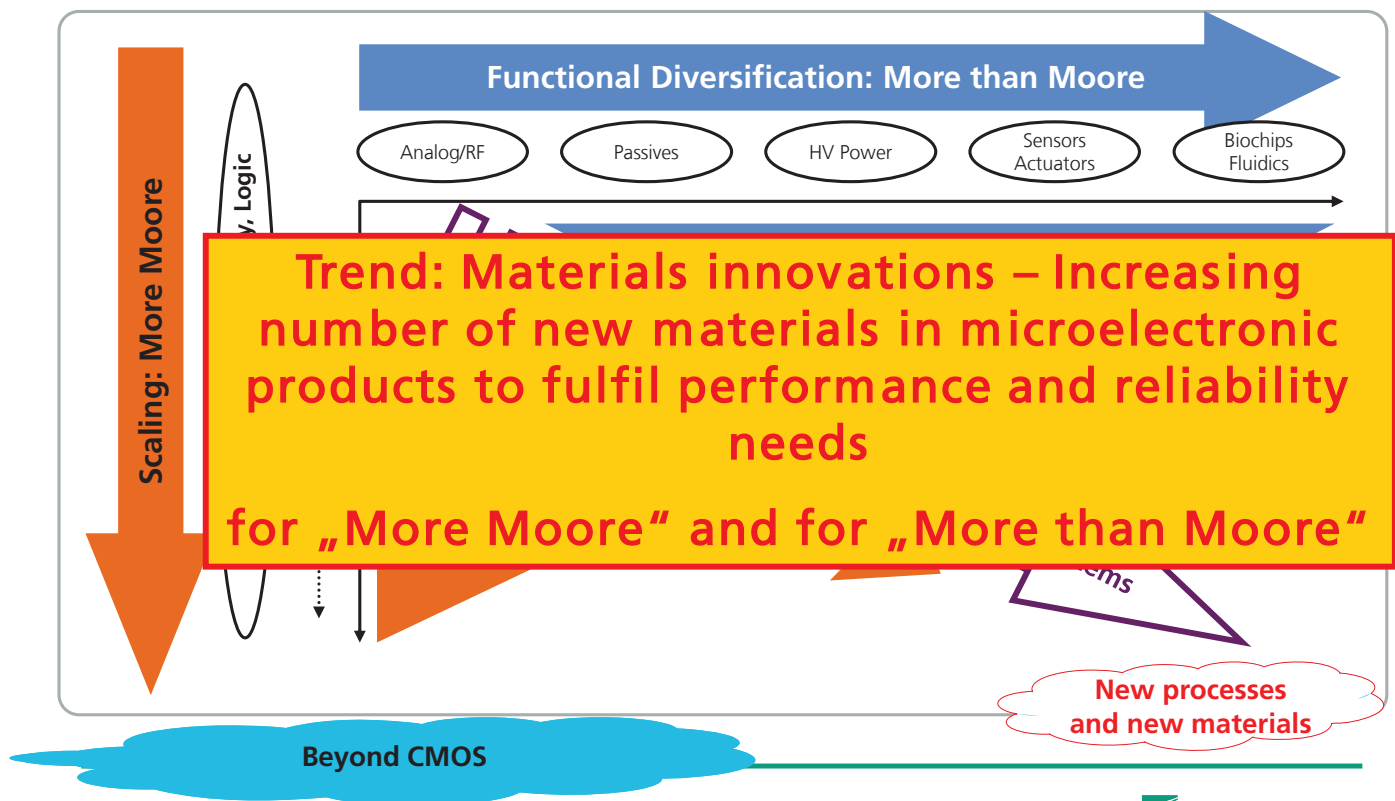 Functional Diversification: More than Moore
Analog/RF
Passives
HV Power
Sensors
Actuators
Biochips
Fluidics
Scaling: More Moore
Logic
Trend: Materials innovations – Increasing
number of new materials in microelectronic
products to fulfil performance and reliability
needs
for „More Moore“ and for „More than Moore“
New processes
and new materials
Beyond CMOS